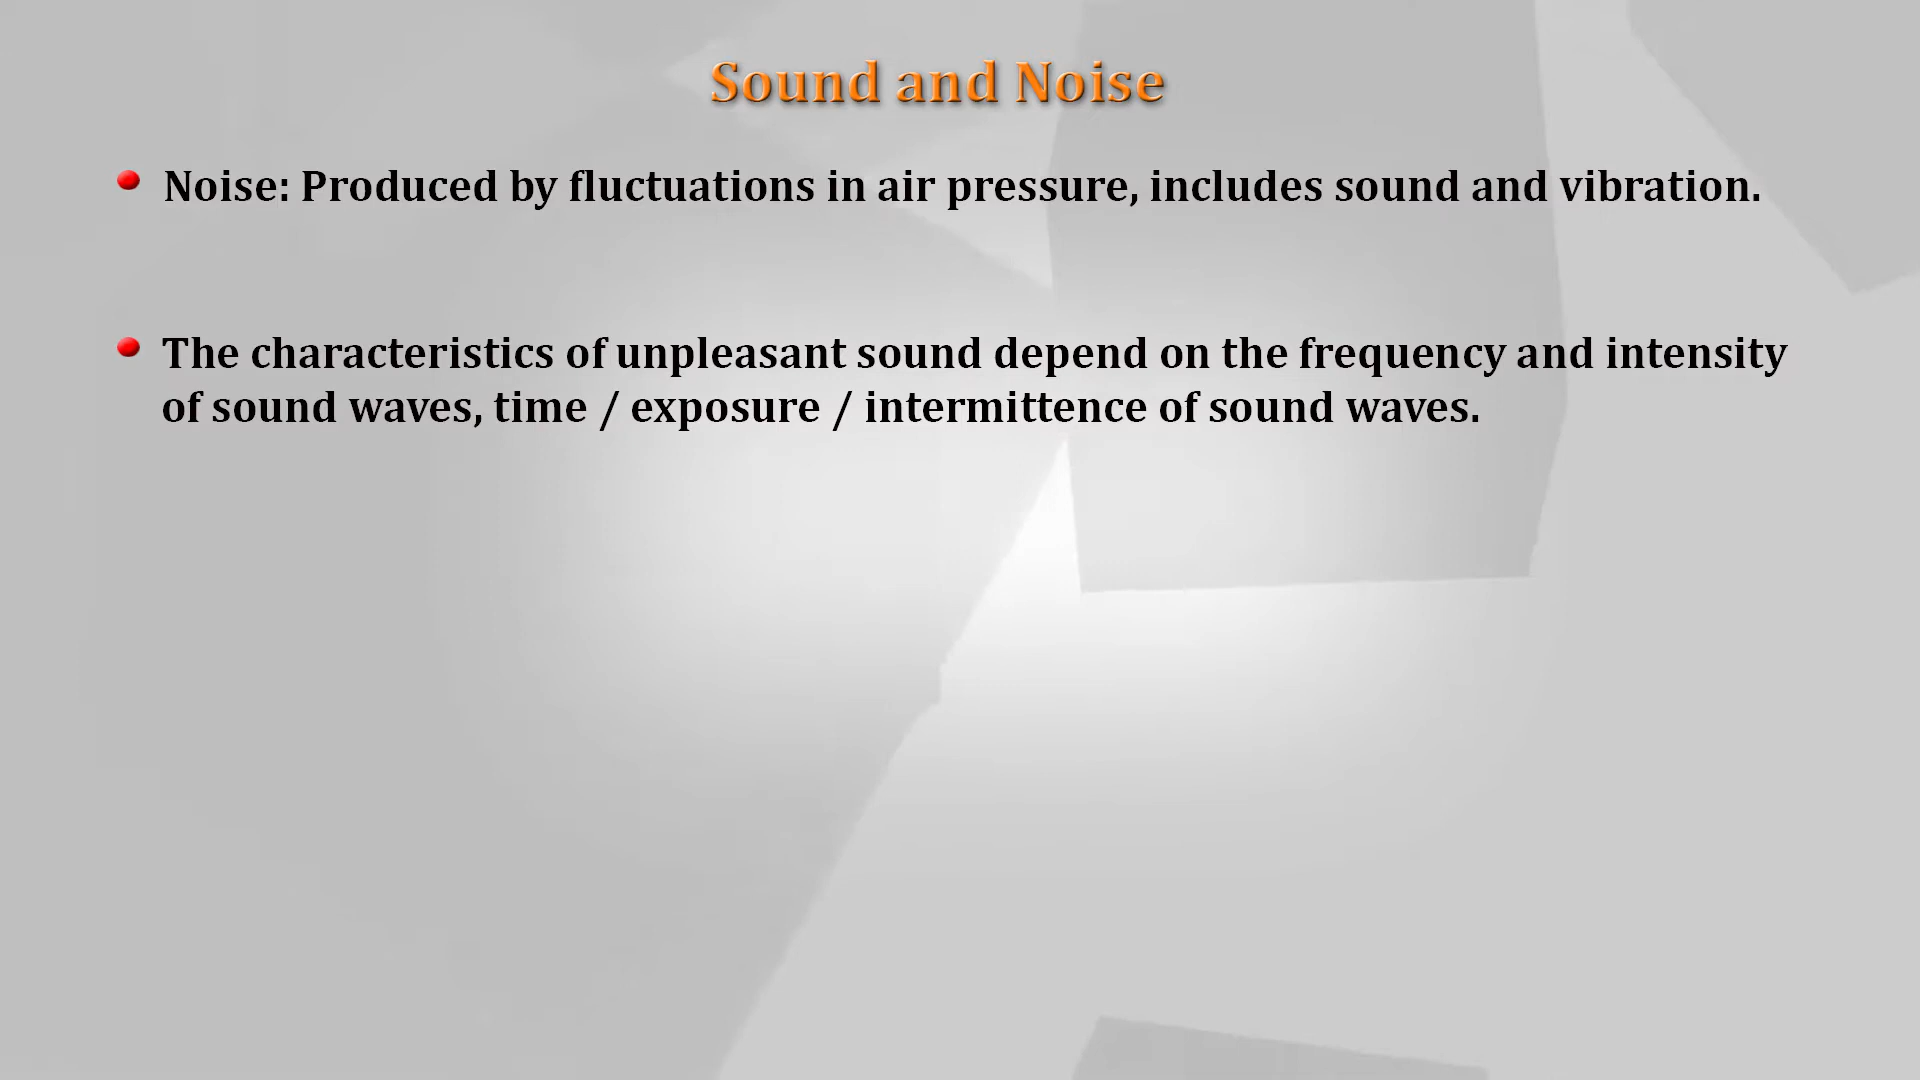 Sound and Noise
Noise: Produced by fluctuations in air pressure, includes sound and vibration.
The characteristics of unpleasant sound depend on the frequency and intensity
of sound waves, time / exposure / intermittence of sound waves.